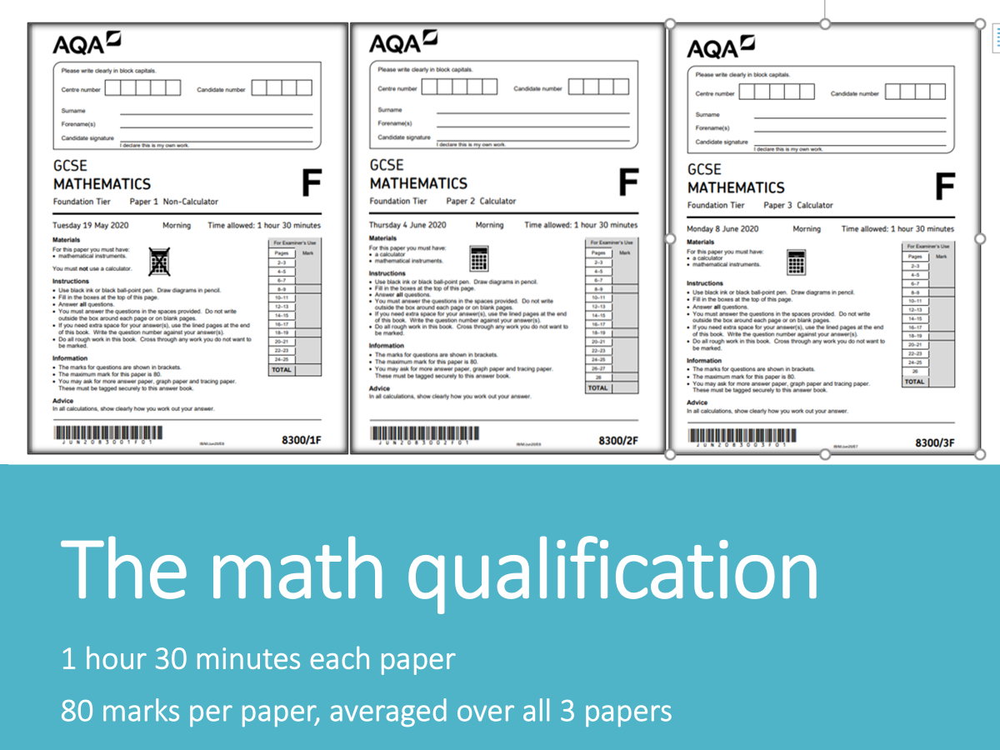 AQA
Please write clearly in block capitals.
Centre number Candidate number
Surname
Forename(s)
Candidate signature
I declare this is my own work.
GCSE
MATHEMATICS
F
Foundation Tier Paper 1 Non-Calculator
Tuesday 19 May 2020 Morning Time allowed: 1 hour 30 minutes
Materials
For this paper you must have:
• mathematical instruments.
You must not use a calculator.
Instructions
• Use black ink or black ball-point pen. Draw diagrams in pencil.
• Fill in the boxes at the top of this page.
• Answer all questions.
• You must answer the questions in the spaces provided. Do not write
outside the box around each page or on blank pages.
• If you need extra space for your answer(s), use the lined pages at the end
of this book. Write the question number against your answer(s).
• Do all rough work in this book. Cross through any work you do not want to
be marked.
Information
• The marks for questions are shown in brackets.
• The maximum mark for this paper is 80.
• You may ask for more answer paper, graph paper and tracing paper.
These must be tagged securely to this answer book.
Advice
In all calculations, show clearly how you work out your answer.
For Examiner's Use
Pages Mark
2–3
4–5
6–7
8–9
10–11
12–13
14–15
16–17
18–19
20–21
22–23
24–25
TOTAL
JUN2083001F01
IB/M/Jun20/E6
8300/1F
AQA
Please write clearly in block capitals.
Centre number Candidate number
Surname
Forename(s)
Candidate signature
I declare this is my own work.
GCSE
MATHEMATICS
F
Foundation Tier Paper 2 Calculator
Thursday 4 June 2020 Morning Time allowed: 1 hour 30 minutes
Materials
For this paper you must have:
• a calculator
• mathematical instruments.
Instructions
• Use black ink or black ball-point pen. Draw diagrams in pencil.
• Fill in the boxes at the top of this page.
• Answer all questions.
• You must answer the questions in the spaces provided. Do not write
outside the box around each page or on blank pages.
• If you need extra space for your answer(s), use the lined pages at the end
of this book. Write the question number against your answer(s).
• Do all rough work in this book. Cross through any work you do not want to
be marked.
Information
• The marks for questions are shown in brackets.
• The maximum mark for this paper is 80.
• You may ask for more answer paper, graph paper and tracing paper.
These must be tagged securely to this answer book.
Advice
In all calculations, show clearly how you work out your answer.
For Examiner's Use
Pages Mark
2–3
4–5
6–7
8–9
10–11
12–13
14–15
16–17
18–19
20–21
22–23
24–25
26–27
28
TOTAL
JUN2083002F01
8300/2F
AQA
Please write clearly in block capitals.
Centre number Candidate number
Surname
Forename(s)
Candidate signature
I declare this is my own work.
GCSE
MATHEMATICS
F
Foundation Tier Paper 3 Calculator
Monday 8 June 2020 Morning Time allowed: 1 hour 30 minutes
Materials
For this paper you must have:
• a calculator
• mathematical instruments.
Instructions
• Use black ink or black ball-point pen. Draw diagrams in pencil.
• Fill in the boxes at the top of this page.
• Answer all questions.
• You must answer the questions in the spaces provided. Do not write
outside the box around each page or on blank pages.
• If you need extra space for your answer(s), use the lined pages at the end
of this book. Write the question number against your answer(s).
• Do all rough work in this book. Cross through any work you do not want to
be marked.
Information
• The marks for questions are shown in brackets.
• The maximum mark for this paper is 80.
• You may ask for more answer paper, graph paper and tracing paper.
These must be tagged securely to this answer book.
Advice
In all calculations, show clearly how you work out your answer.
For Examiner's Use
Pages Mark
2–3
4–5
6–7
8–9
10–11
12–13
14–15
16–17
18–19
20–21
22–23
24–25
26
TOTAL
JUN2083003F01
IB/M/Jun20/E7
8300/3F
The math qualification
1 hour 30 minutes each paper
80 marks per paper, averaged over all 3 papers